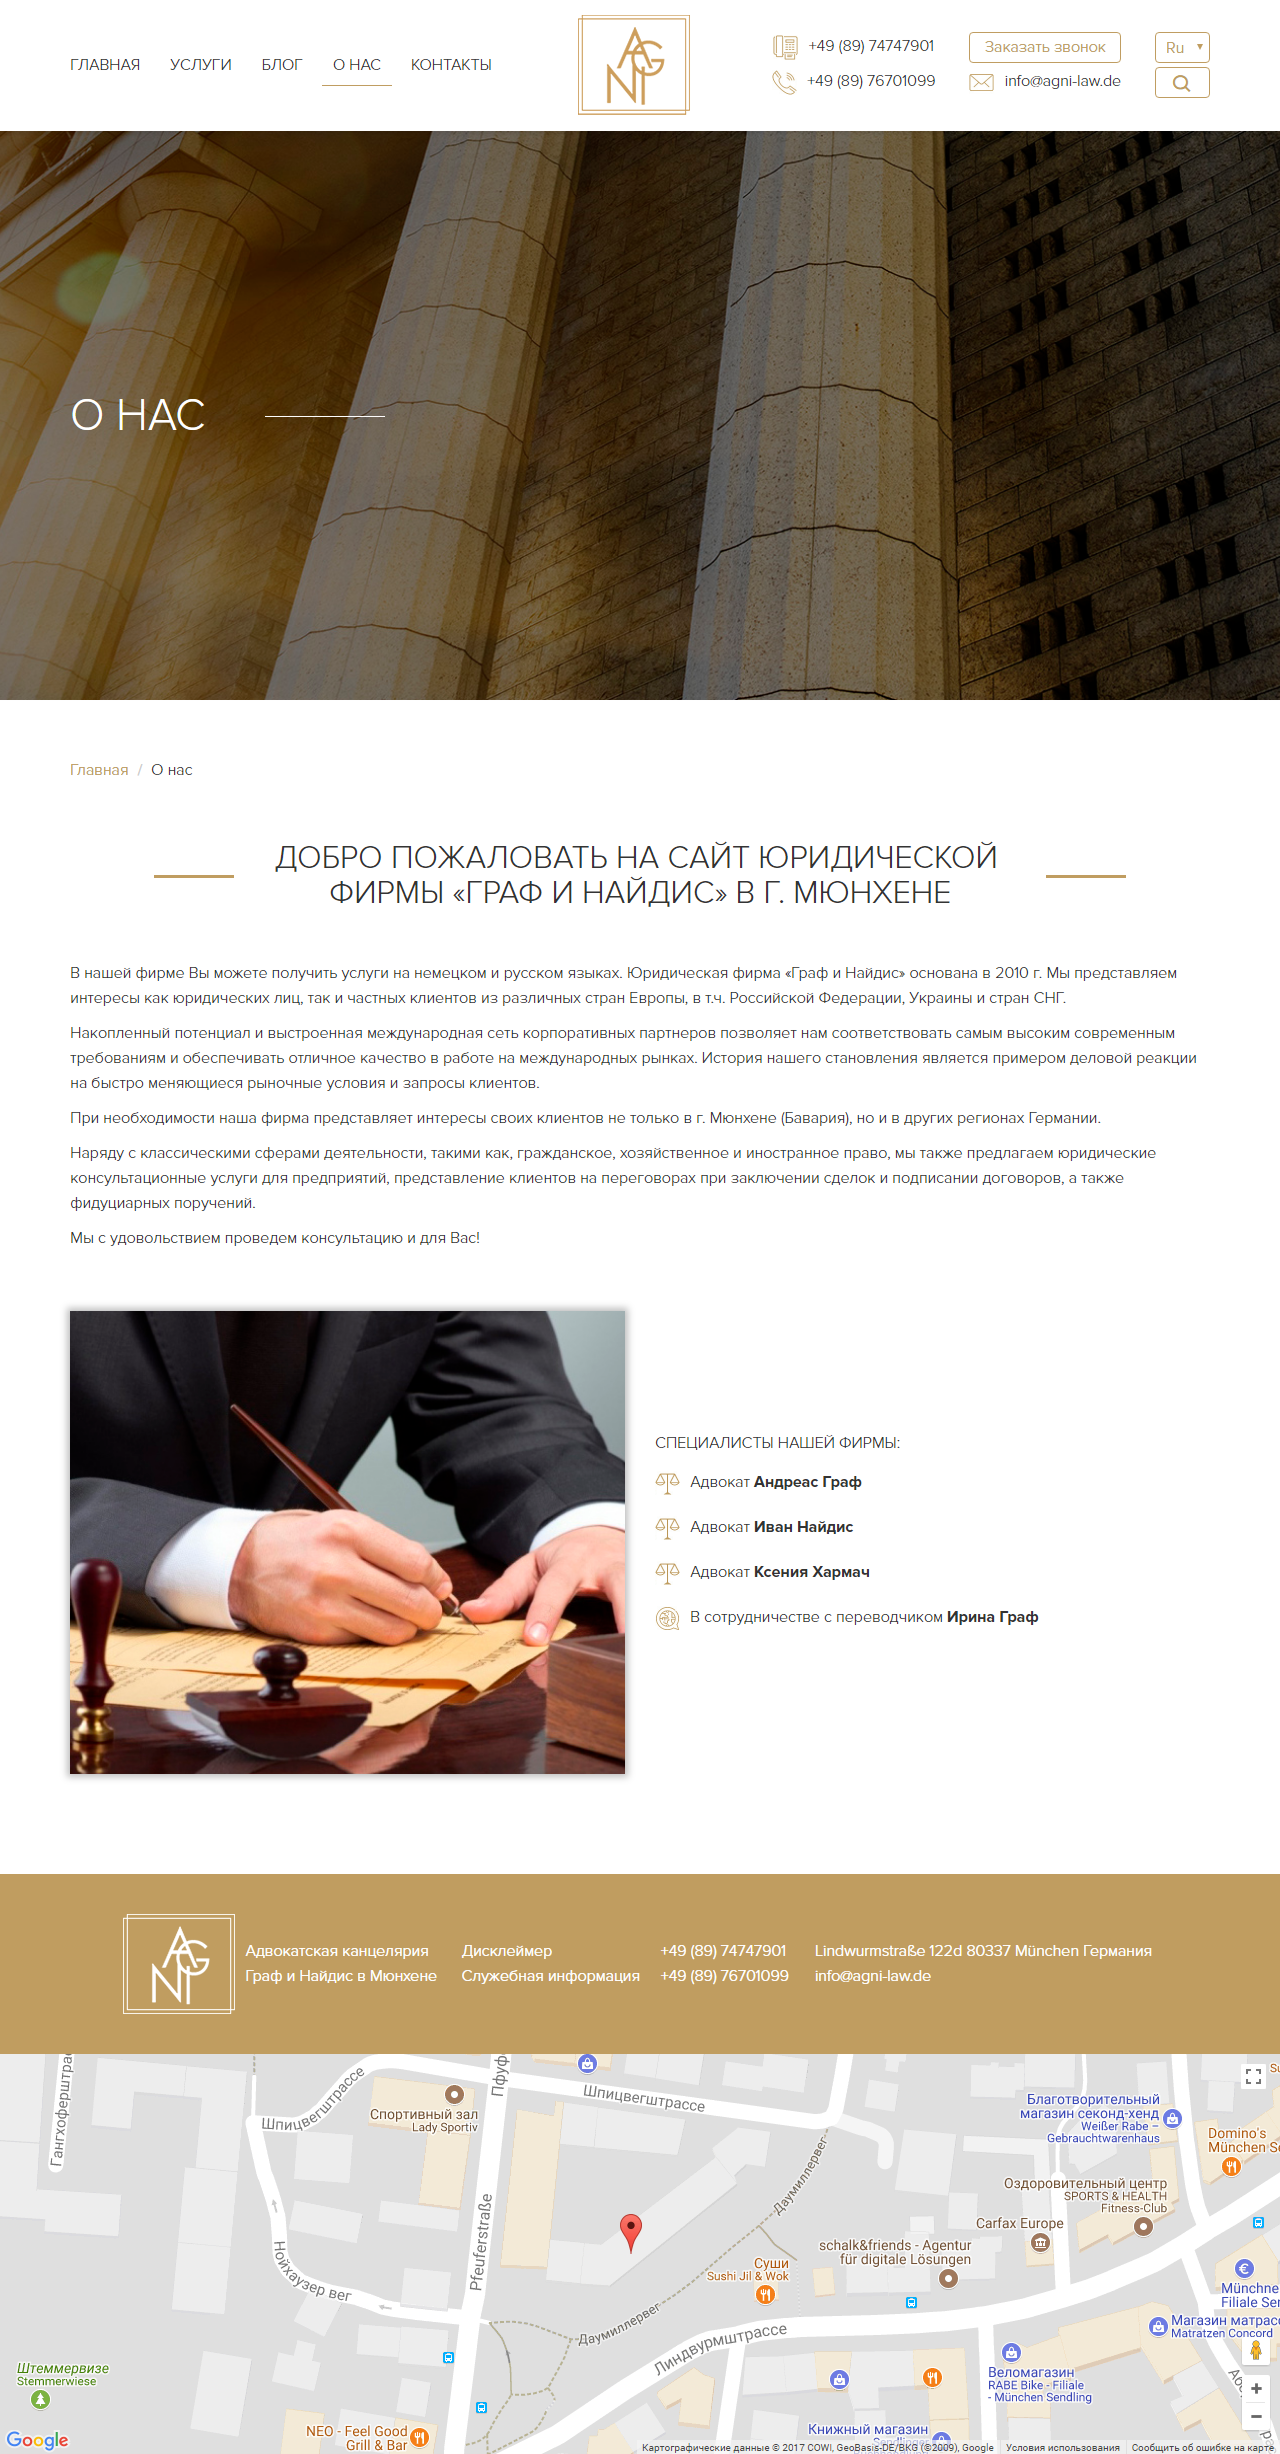 ГЛАВНАЯ УСЛУГИ БЛОГ О НАС КОНТАКТЫ
AGNP
+49 (89) 74747901
+49 (89) 76701099
Заказать звонок
info@agni-law.de
Ru
О НАС
Главная / О нас
ДОБРО ПОЖАЛОВАТЬ НА САЙТ ЮРИДИЧЕСКОЙ
ФИРМЫ «ГРАФ И НАЙДИС» В Г. МЮНХЕНЕ
В нашей фирме Вы можете получить услуги на немецком и русском языках. Юридическая фирма «Граф и Найдис» основана в 2010 г. Мы представляем
интересы как юридических лиц, так и частных клиентов из различных стран Европы, в т.ч. Российской Федерации, Украины и стран СНГ.
Накопленный потенциал и выстроенная международная сеть корпоративных партнеров позволяет нам соответствовать самым высоким современным
требованиям и обеспечивать отличное качество в работе на международных рынках. История нашего становления является примером деловой реакции
на быстро меняющиеся рыночные условия и запросы клиентов.
При необходимости наша фирма представляет интересы своих клиентов не только в г. Мюнхене (Бавария), но и в других регионах Германии.
Наряду с классическими сферами деятельности, такими как, гражданское, хозяйственное и иностранное право, мы также предлагаем юридические
консультационные услуги для предприятий, представление клиентов на переговорах при заключении сделок и подписании договоров, а также
фидуциарных поручений.
Мы с удовольствием проведем консультацию и для Вас!
СПЕЦИАЛИСТЫ НАШЕЙ ФИРМЫ:
Адвокат Андреас Граф
Адвокат Иван Найдис
Адвокат Ксения Хармач
В сотрудничестве с переводчиком Ирина Граф
Адвокатская канцелярия
Граф и Найдис в Мюнхене
Дисклеймер
Служебная информация
+49 (89) 74747901
+49 (89) 76701099
Lindwurmstraße 122d 80337 München Германия
info@agni-law.de
Гангхоферштрас
Шпицвегштрассе
Спортивный зал
Lady Sportiv
Пфуф
Шпицвегштрассе
Благотворительный
магазин секонд-хенд
Weißer Rabe –
Gebrauchtwarenhaus
Domino's
München Se
Даумиллервег
Оздоровительный центр
SPORTS & HEALTH
Fitness-Club
Carfax Europe
schalk&friends - Agentur
für digitale Lösungen
Pfeuferstraße
Нойхаузер вег
Суши
Sushi Jil & Wok
Münchne
Filiale Sen
Магазин матрасс
Matratzen Concord
Даумиллервег
Линдвурмштрассе
Штеммервизе
Stemmerwiese
Веломагазин
RABE Bike - Filiale
- München Sendling
NEO - Feel Good
Grill & Bar
Книжный магазин
Google
Картографические данные © 2017 COWI, GeoBasis-DE/BKG (©2009), Google
Условия использования
Сообщить об ошибке на карте